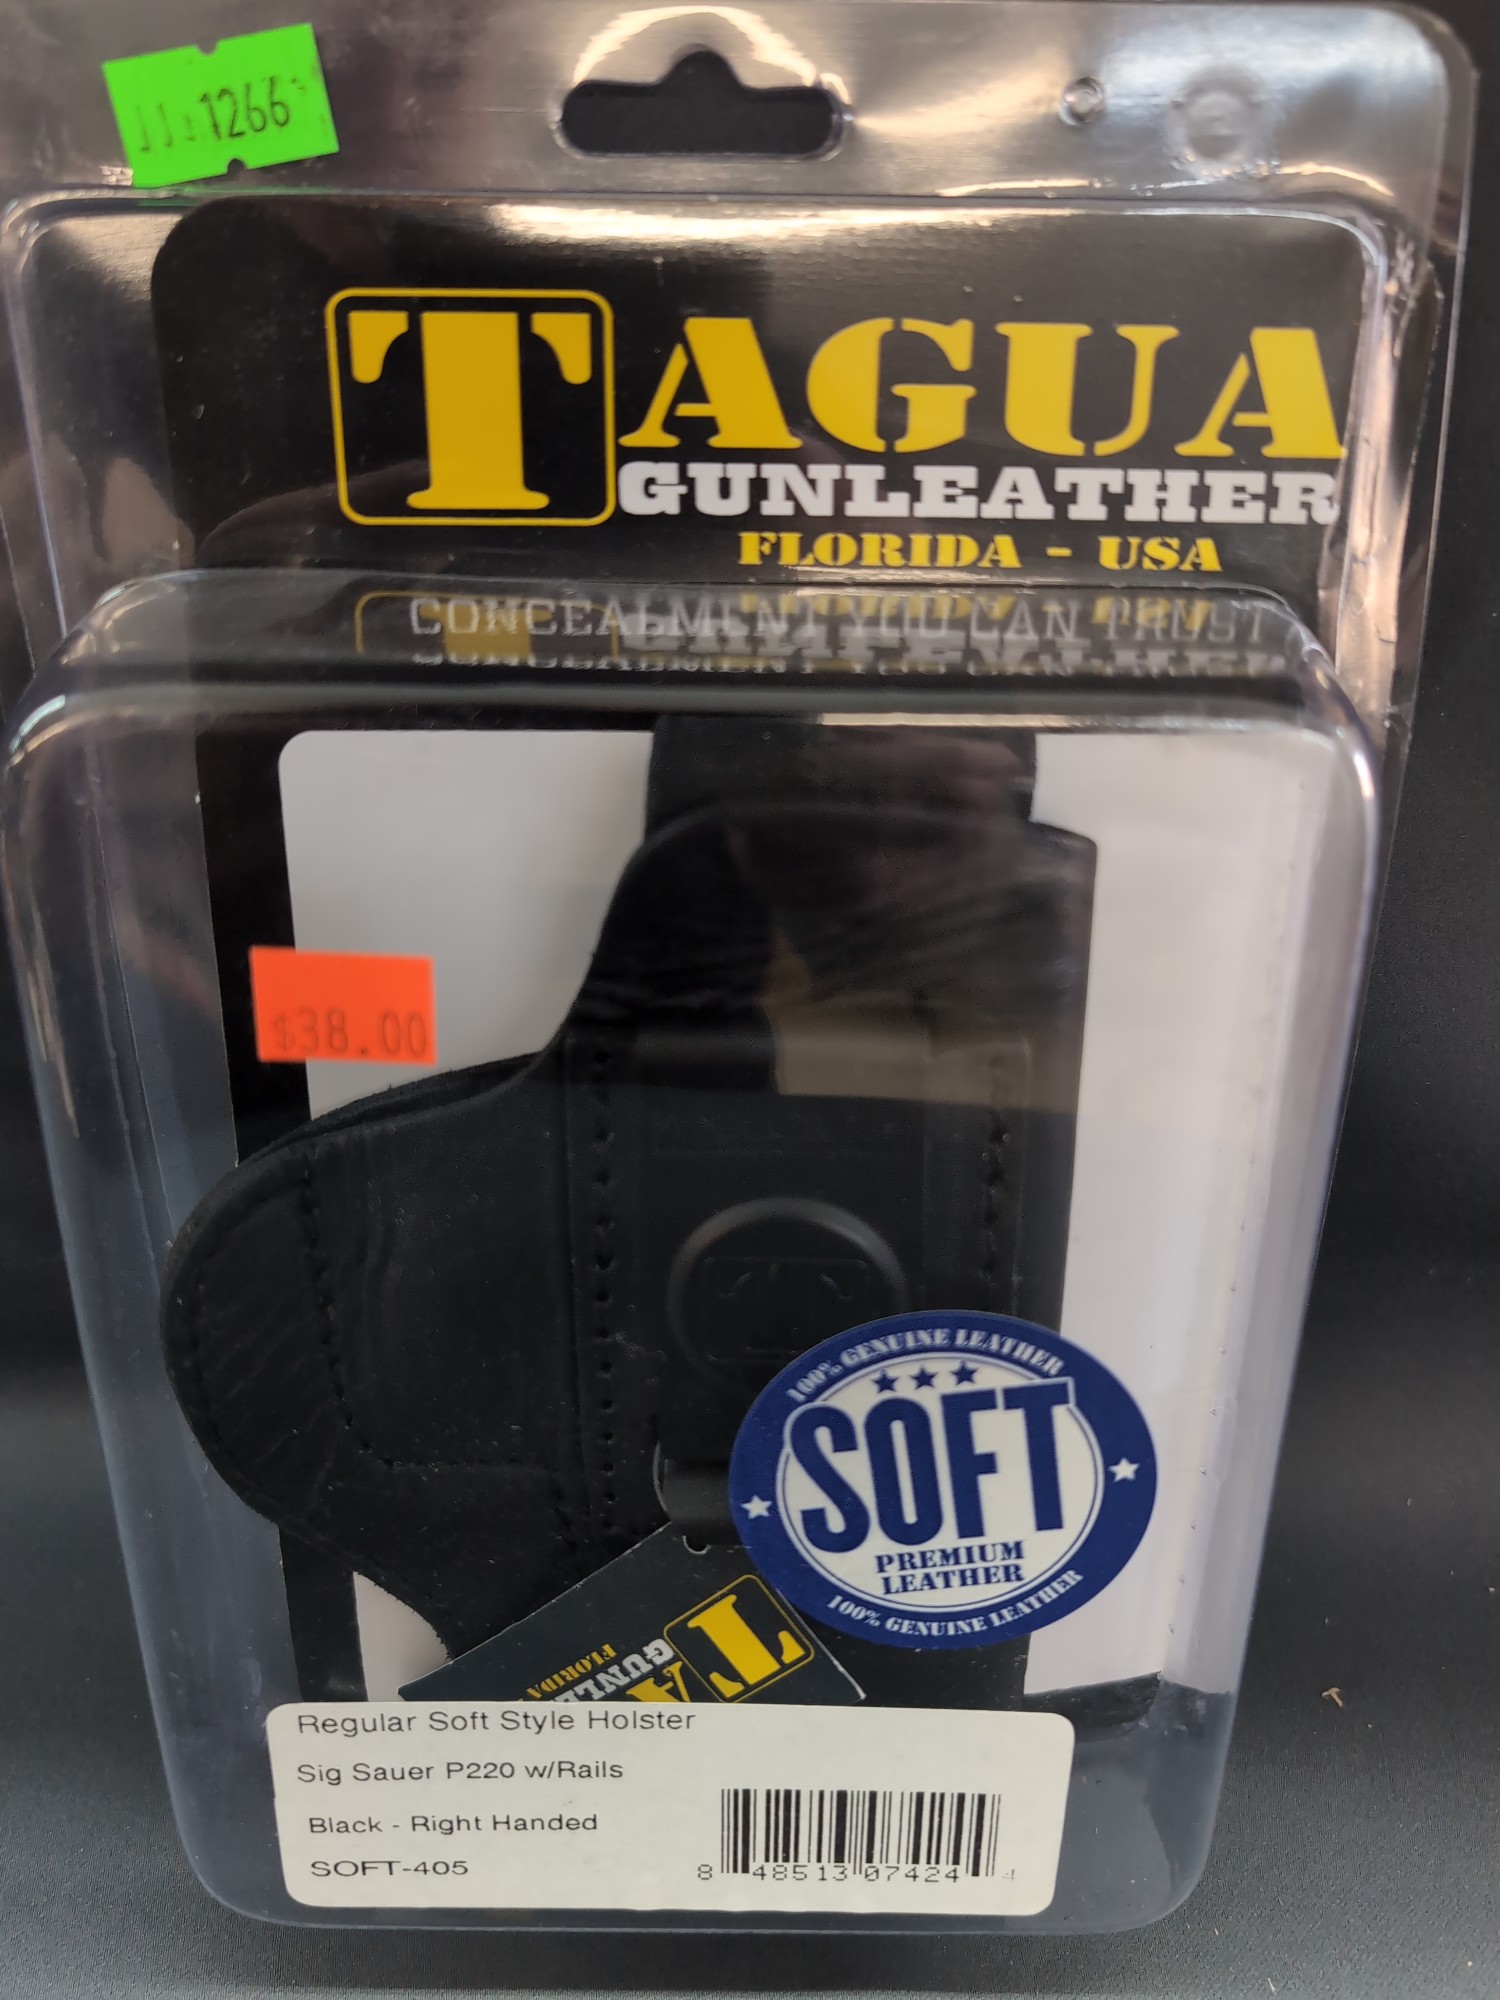 1266
TAGUA
GUNLEATHER
FLORIDA - USA
CONCEALMENT YOU CAN TRUST
$38.00
100% GENUINE LEATHER
SOFT
PREMIUM
LEATHER
100% GENUINE LEATHER
Regular Soft Style Holster
Sig Sauer P220 w/Rails
Black - Right Handed
SOFT-405
8 48513 07424 4